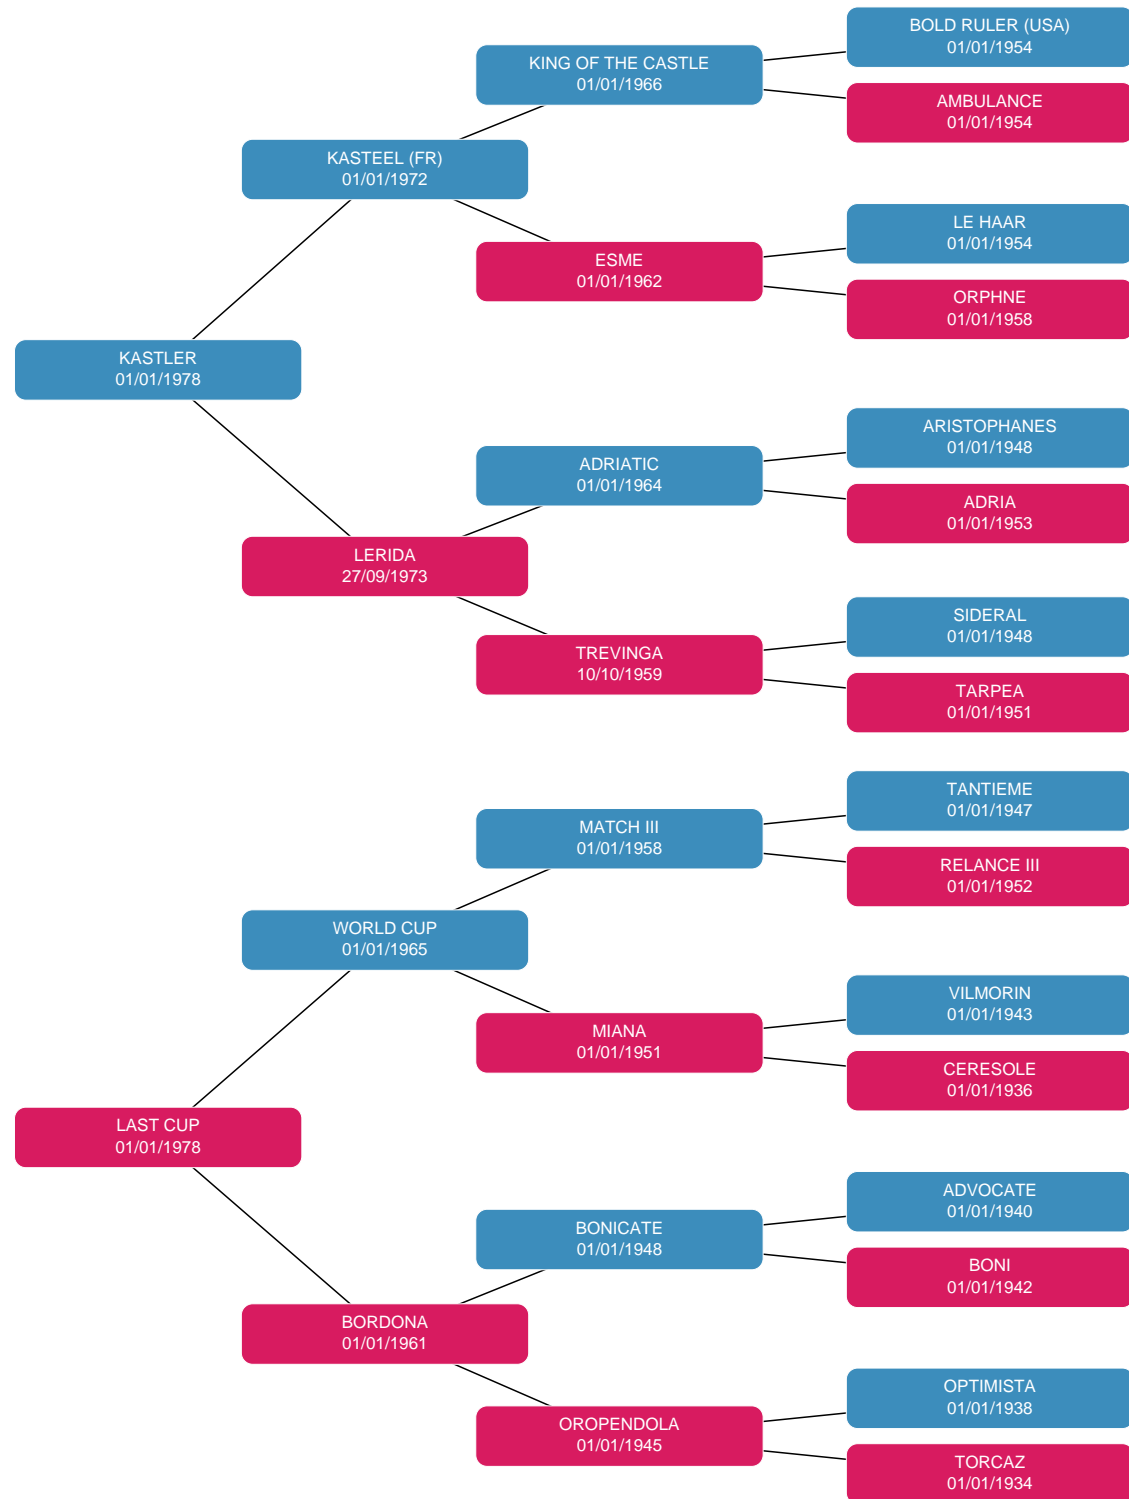 BOLD RULER (USA)
01/01/1954
KING OF THE CASTLE
01/01/1966
AMBULANCE
01/01/1954
KASTEEL (FR)
01/01/1972
LE HAAR
01/01/1954
ESME
01/01/1962
ORPHNE
01/01/1958
KASTLER
01/01/1978
ARISTOPHANES
01/01/1948
ADRIATIC
01/01/1964
ADRIA
01/01/1953
LERIDA
27/09/1973
SIDERAL
01/01/1948
TREVINGA
10/10/1959
TARPEA
01/01/1951
TANTIEME
01/01/1947
MATCH III
01/01/1958
RELANCE III
01/01/1952
WORLD CUP
01/01/1965
VILMORIN
01/01/1943
MIANA
01/01/1951
CERESOLE
01/01/1936
LAST CUP
01/01/1978
ADVOCATE
01/01/1940
BONICATE
01/01/1948
BONI
01/01/1942
BORDONA
01/01/1961
OPTIMISTA
01/01/1938
OROPENDOLA
01/01/1945
TORCAZ
01/01/1934